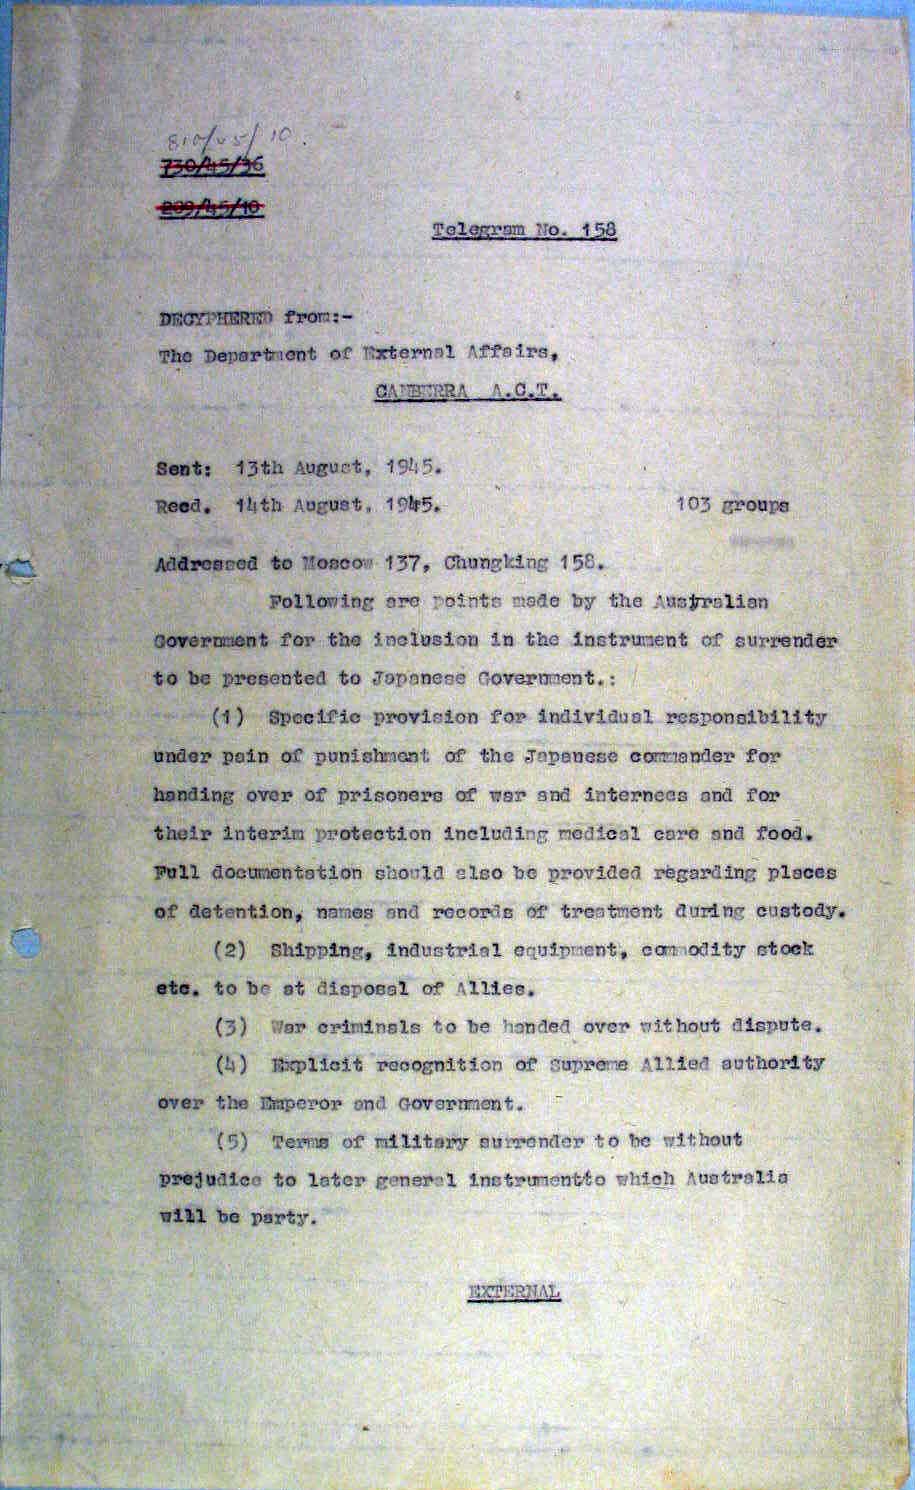 810/45/10.
730/45/36
209/45/10
Telegram No. 158
DECYPHERED from:-
The Department of External Affairs,
CANBERRA A.C.T.
Sent: 13th August, 1945.
Recd. 14th August, 1945. 103 groups
Addressed to Moscow 137, Chungking 158.
Following are points made by the Australian
Government for the inclusion in the instrument of surrender
to be presented to Japanese Government.:
(1) Specific provision for individual responsibility
under pain of punishment of the Japanese commander for
handing over of prisoners of war and internees and for
their interim protection including medical care and food.
Full documentation should also be provided regarding places
of detention, names and records of treatment during custody.
(2) Shipping, industrial equipment, commodity stock
etc. to be at disposal of Allies.
(3) War criminals to be handed over without dispute.
(4) Explicit recognition of Supreme Allied authority
over the Emperor and Government.
(5) Terms of military surrender to be without
prejudice to later general instrumentto which Australia
will be party.
EXTERNAL